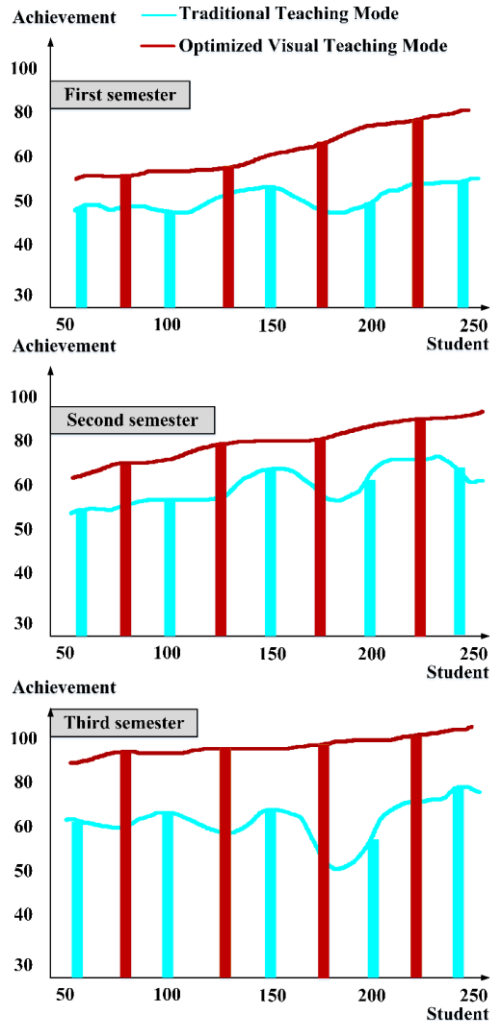 Achievement
Traditional Teaching Mode
Optimized Visual Teaching Mode
100
First semester
80
60
50
40
30
50 100 150 200 250
Student
Achievement
100
Second semester
80
60
50
40
30
50 100 150 200 250
Student
Achievement
Third semester
100
80
60
50
40
30
50 100 150 200 250
Student